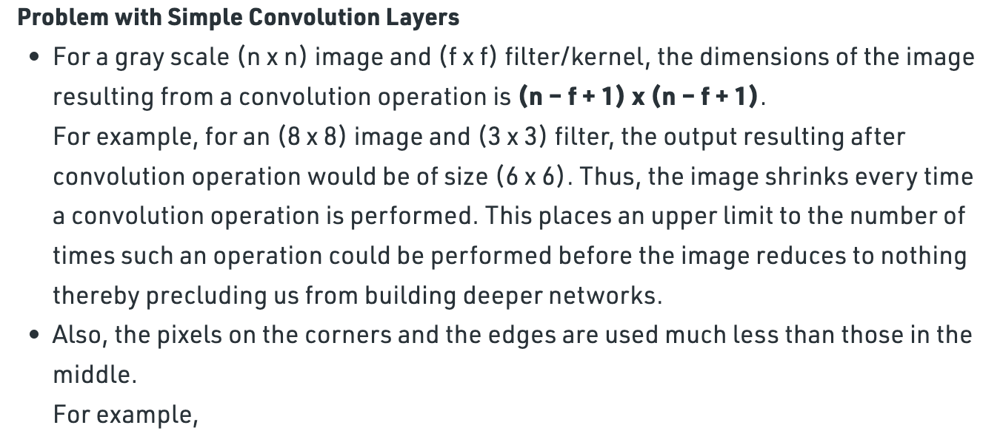 Problem with Simple Convolution Layers
• For a gray scale (n x n) image and (f x f) filter/kernel, the dimensions of the image
resulting from a convolution operation is (n – f + 1) x (n – f + 1).
For example, for an (8 x 8) image and (3 x 3) filter, the output resulting after
convolution operation would be of size (6 x 6). Thus, the image shrinks every time
a convolution operation is performed. This places an upper limit to the number of
times such an operation could be performed before the image reduces to nothing
thereby precluding us from building deeper networks.
• Also, the pixels on the corners and the edges are used much less than those in the
middle.
For example,